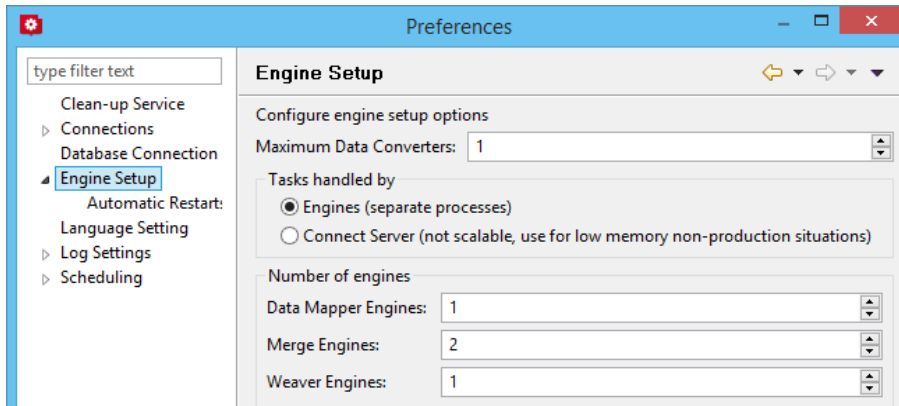 Preferences
type filter text
Clean-up Service
Connections
Database Connection
Engine Setup
Automatic Restart
Language Setting
Log Settings
Scheduling
Engine Setup
Configure engine setup options
Maximum Data Converters: 1
Tasks handled by
Engines (separate processes)
Connect Server (not scalable, use for low memory non-production situations)
Number of engines
Data Mapper Engines: 1
Merge Engines: 2
Weaver Engines: 1